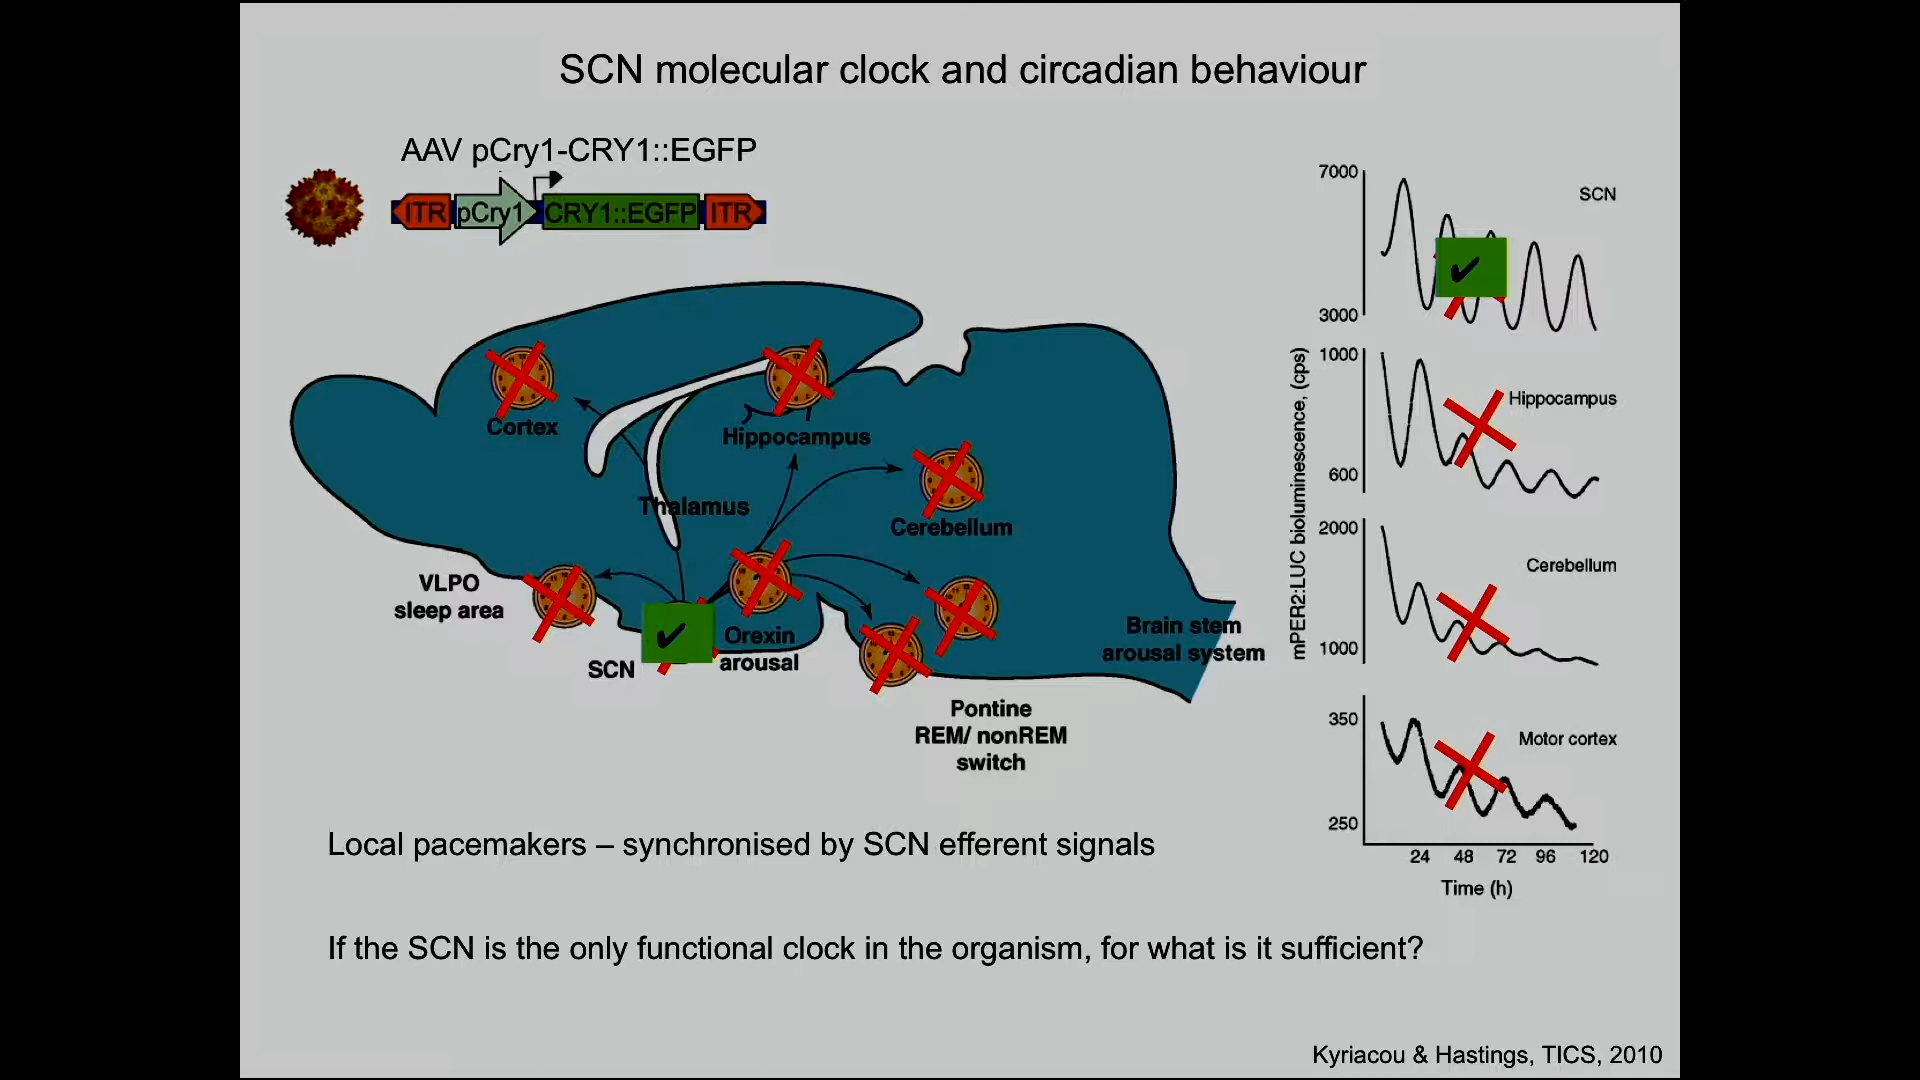 SCN molecular clock and circadian behaviour
AAV pCry1-CRY1::EGFP
ITR pCry1 CRY1::EGFP ITR
Cortex
Hippocampus
Thalamus
Cerebellum
VLPO
sleep area
SCN
Orexin
arousal
Brain stem
arousal system
Pontine
REM/ nonREM
switch
mPER2:LUC bioluminescence, (cps)
7000
SCN
3000
1000
Hippocampus
600
2000
Cerebellum
1000
350
Motor cortex
250
24 48 72 96 120
Time (h)
Local pacemakers – synchronised by SCN efferent signals
If the SCN is the only functional clock in the organism, for what is it sufficient?
Kyriacou & Hastings, TICS, 2010